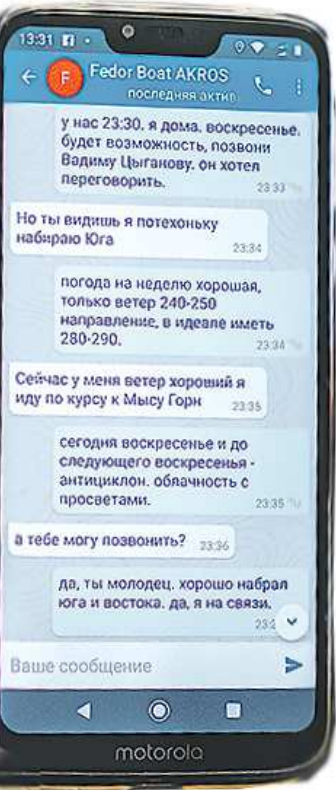 13:31
F
Fedor Boat AKROS
последняя актив
у нас 23:30. я дома. воскресенье.
будет возможность, позвони
Вадиму Цыганову. он хотел
переговорить.
23:33
Но ты видишь я потехоньку
набираю Юга
23:34
погода на неделю хорошая,
только ветер 240-250
направление, в идеале иметь
280-290.
23:34
Сейчас у меня ветер хороший я
иду по курсу к Мысу Горн
23:35
сегодня воскресенье и до
следующего воскресенья -
антициклон. облачность с
просветами.
23:35
а тебе могу позвонить?
23:36
да, ты молодец. хорошо набрал
юга и востока. да, я на связи.
Ваше сообщение
motorola